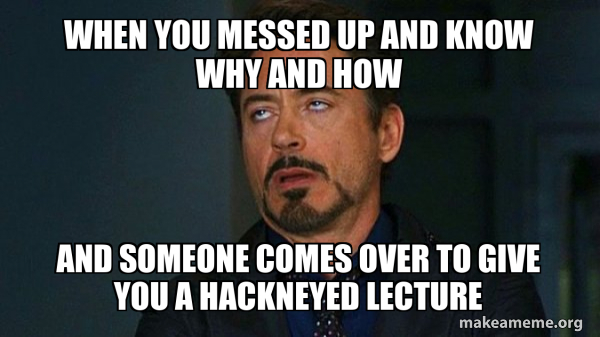 WHEN YOU MESSED UP AND KNOW
WHY AND HOW
AND SOMEONE COMES OVER TO GIVE
YOU A HACKNEYED LECTURE
makeameme.org